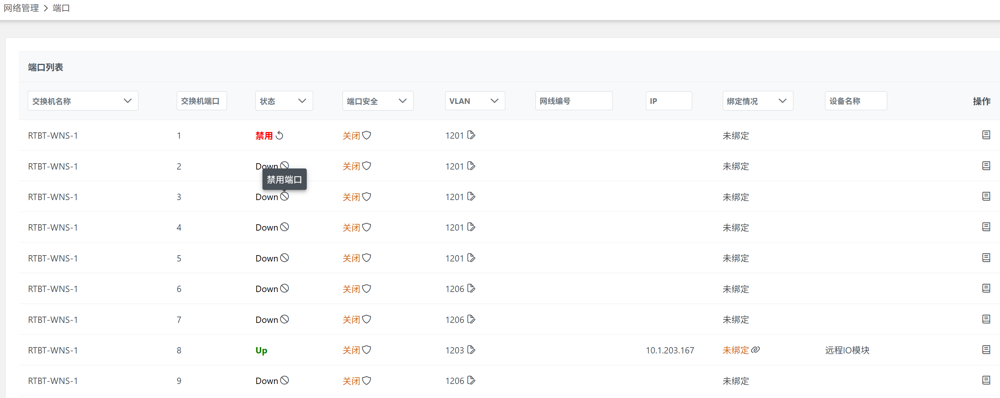 网络管理 > 端口
端口列表
交换机名称 交换机端口 状态 端口安全 VLAN 网线编号 IP 绑定情况 设备名称 操作
RTBT-WNS-1 1 禁用 关闭 1201 未绑定
RTBT-WNS-1 2 Down 关闭 1201 未绑定
禁用端口
RTBT-WNS-1 3 Down 关闭 1201 未绑定
RTBT-WNS-1 4 Down 关闭 1201 未绑定
RTBT-WNS-1 5 Down 关闭 1201 未绑定
RTBT-WNS-1 6 Down 关闭 1206 未绑定
RTBT-WNS-1 7 Down 关闭 1206 未绑定
RTBT-WNS-1 8 Up 关闭 1203 10.1.203.167 未绑定 远程IO模块
RTBT-WNS-1 9 Down 关闭 1206 未绑定